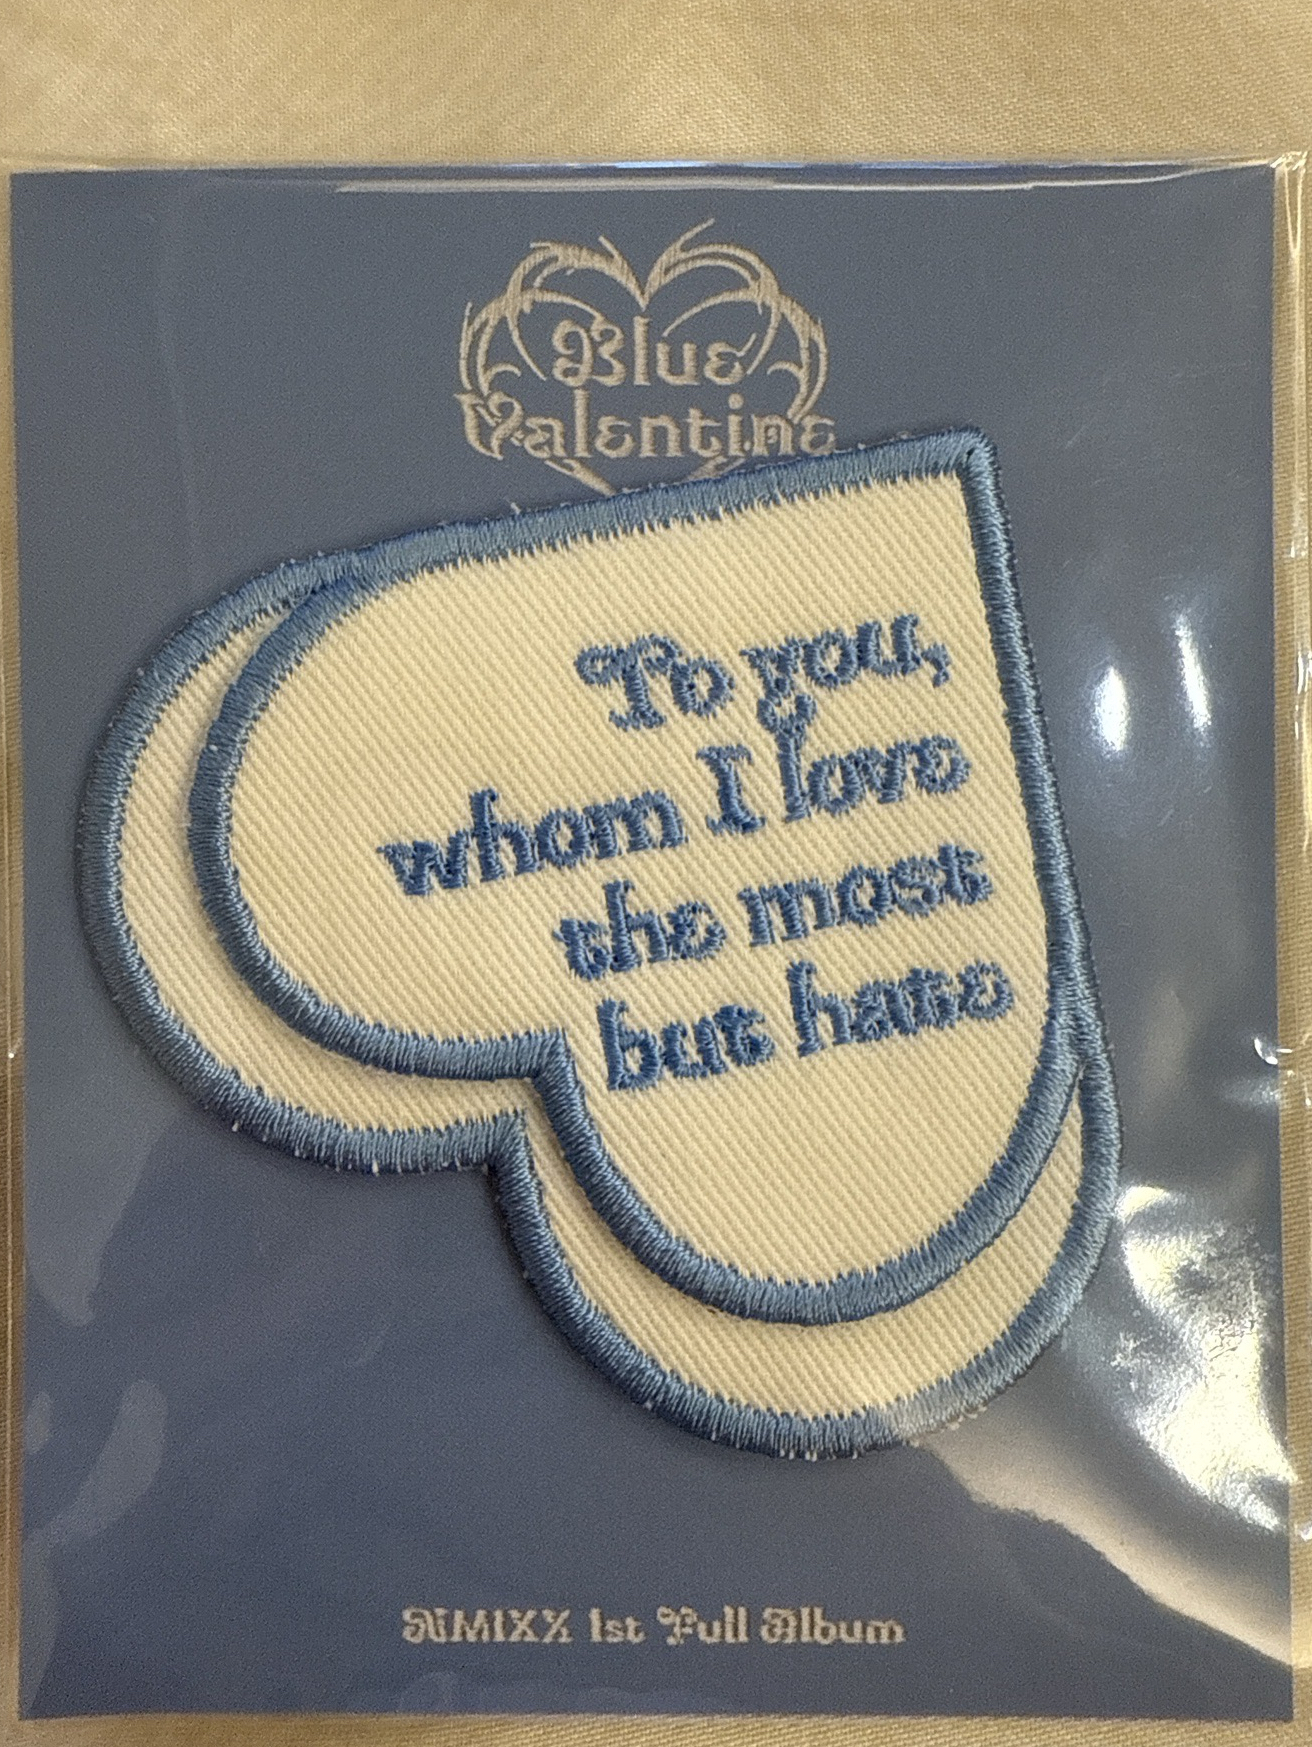 Blue
Valentine
To you,
whom I love
the most
but hate
NMIXX 1st Full Album